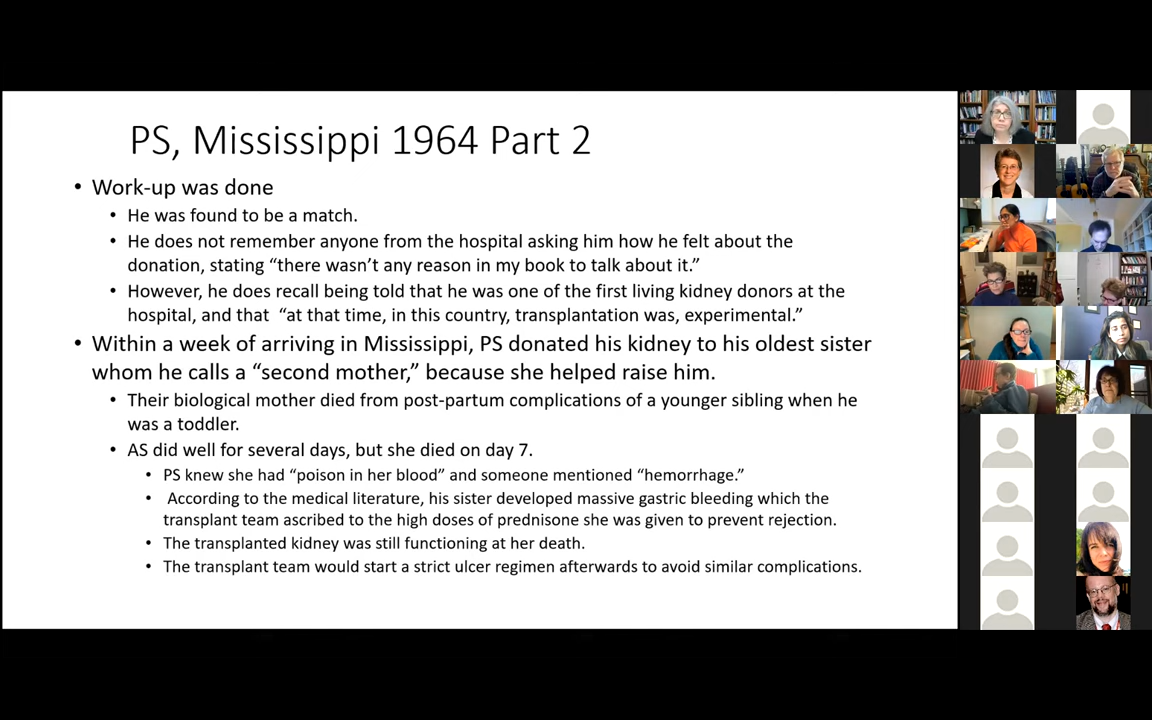 PS, Mississippi 1964 Part 2
• Work-up was done
• He was found to be a match.
• He does not remember anyone from the hospital asking him how he felt about the
donation, stating “there wasn’t any reason in my book to talk about it.”
• However, he does recall being told that he was one of the first living kidney donors at the
hospital, and that “at that time, in this country, transplantation was, experimental.”
• Within a week of arriving in Mississippi, PS donated his kidney to his oldest sister
whom he calls a “second mother,” because she helped raise him.
• Their biological mother died from post-partum complications of a younger sibling when he
was a toddler.
• AS did well for several days, but she died on day 7.
• PS knew she had “poison in her blood” and someone mentioned “hemorrhage.”
• According to the medical literature, his sister developed massive gastric bleeding which the
transplant team ascribed to the high doses of prednisone she was given to prevent rejection.
• The transplanted kidney was still functioning at her death.
• The transplant team would start a strict ulcer regimen afterwards to avoid similar complications.